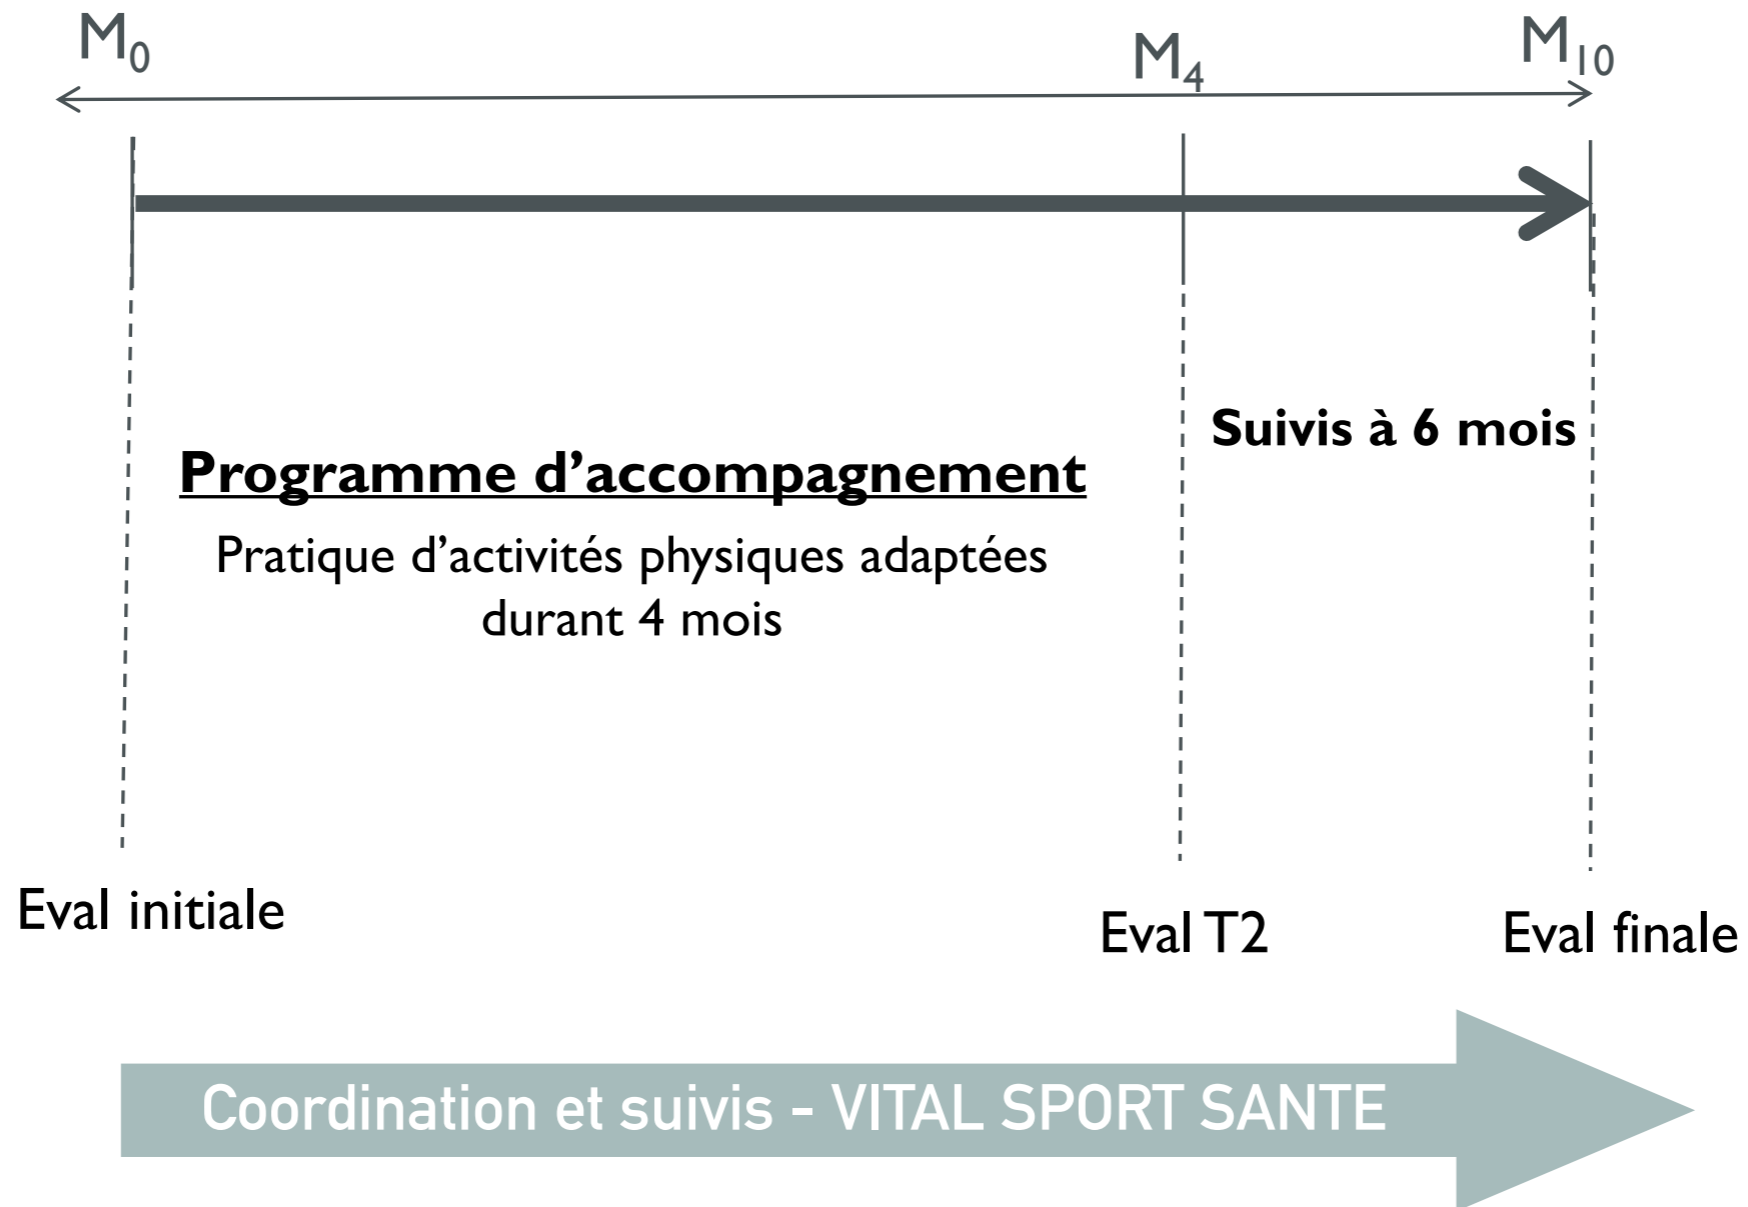 M₀
M₄
M₁₀
Suivis à 6 mois
Programme d’accompagnement
Pratique d’activités physiques adaptées
durant 4 mois
Eval initiale
Eval T2
Eval finale
Coordination et suivis - VITAL SPORT SANTE